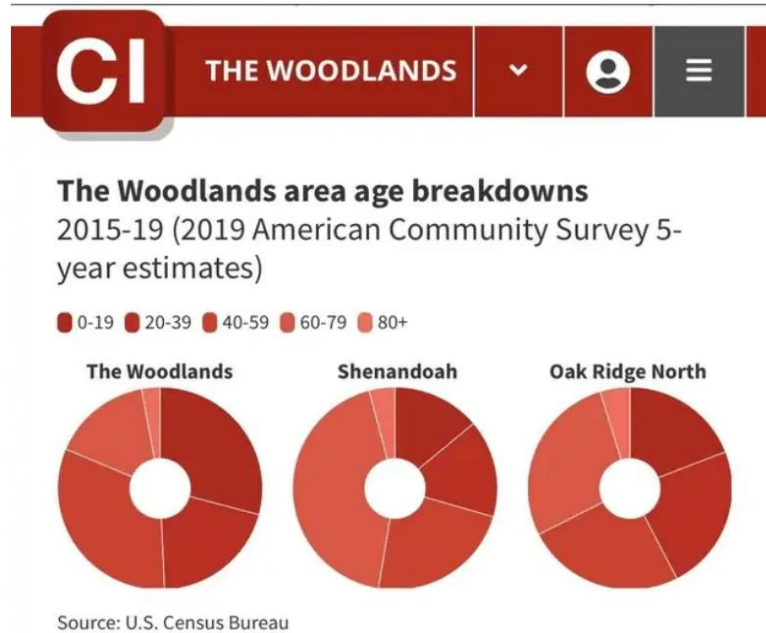 CI THE WOODLANDS
The Woodlands area age breakdowns
2015-19 (2019 American Community Survey 5-
year estimates)
0-19 20-39 40-59 60-79 80+
The Woodlands Shenandoah Oak Ridge North
Source: U.S. Census Bureau